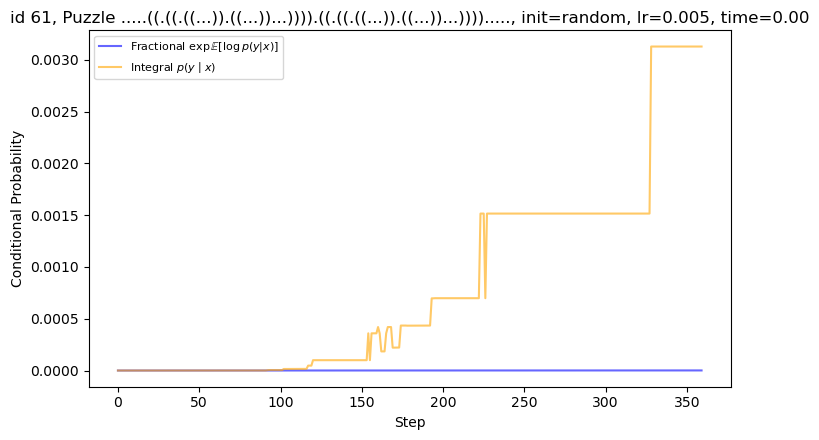 id 61, Puzzle .....((.((.((...)).((...))...)))).((.((.((...)).((...))...))))....., init=random, lr=0.005, time=0.00
Fractional exp𝔼[log p(y|x)]
Integral p(y | x)
Conditional Probability
0.0030
0.0025
0.0020
0.0015
0.0010
0.0005
0.0000
0 50 100 150 200 250 300 350
Step